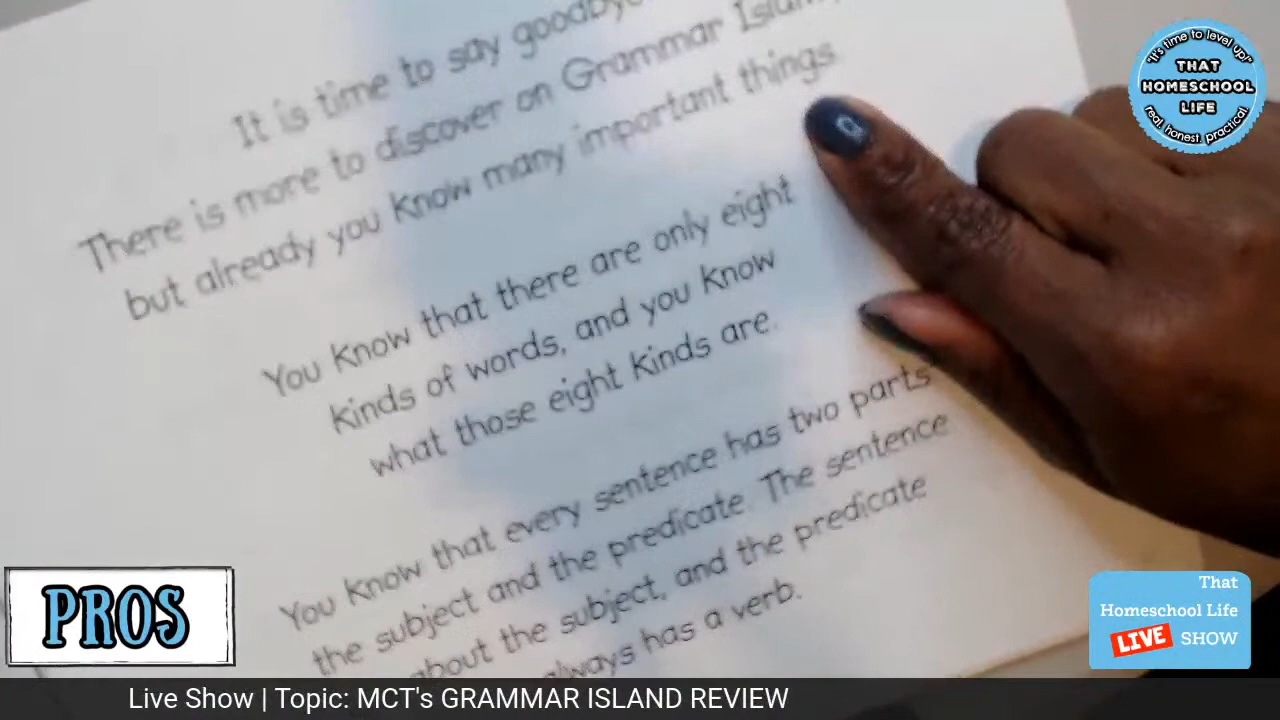 It is time to say goodbye
There is more to discover on Grammar Island,
but already you know many important things.
You know that there are only eight
kinds of words, and you know
what those eight kinds are.
You know that every sentence has two parts
the subject and the predicate. The sentence
about the subject, and the predicate
always has a verb.
"it's time to level up!"
THAT
HOMESCHOOL
LIFE
real. honest. practical.
PROS
That
Homeschool Life
LIVE SHOW
Live Show | Topic: MCT's GRAMMAR ISLAND REVIEW